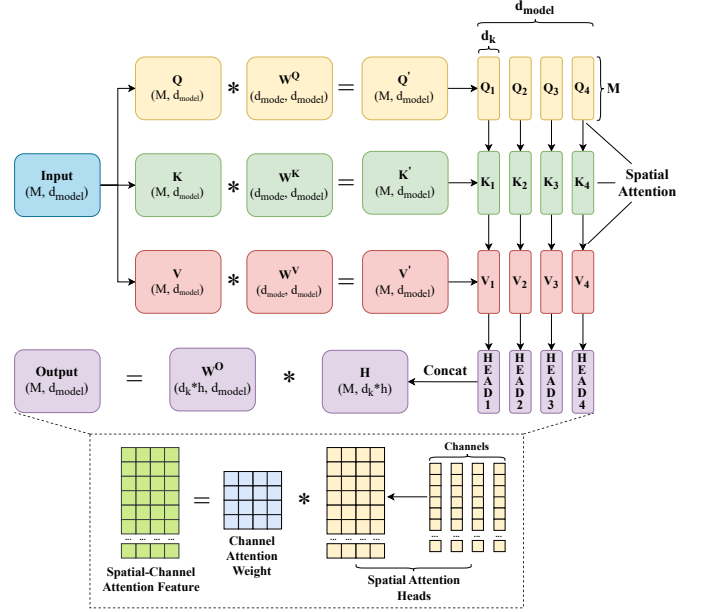 d_model
d_k
Q
(M, d_model)
*
W^Q
(d_mode, d_model)
=
Q'
(M, d_model)
Q_1
Q_2
Q_3
Q_4
M
Input
(M, d_model)
K
(M, d_model)
*
W^K
(d_mode, d_model)
=
K'
(M, d_model)
K_1
K_2
K_3
K_4
Spatial
Attention
V
(M, d_model)
*
W^V
(d_mode, d_model)
=
V'
(M, d_model)
V_1
V_2
V_3
V_4
Output
(M, d_model)
=
W^O
(d_k*h, d_model)
*
H
(M, d_k*h)
Concat
HEAD1
HEAD2
HEAD3
HEAD4
Channels
=
*
... ... ... ...
... ... ... ...
... ... ... ...
Channel
Attention
Weight
Spatial-Channel
Attention Feature
Spatial Attention
Heads